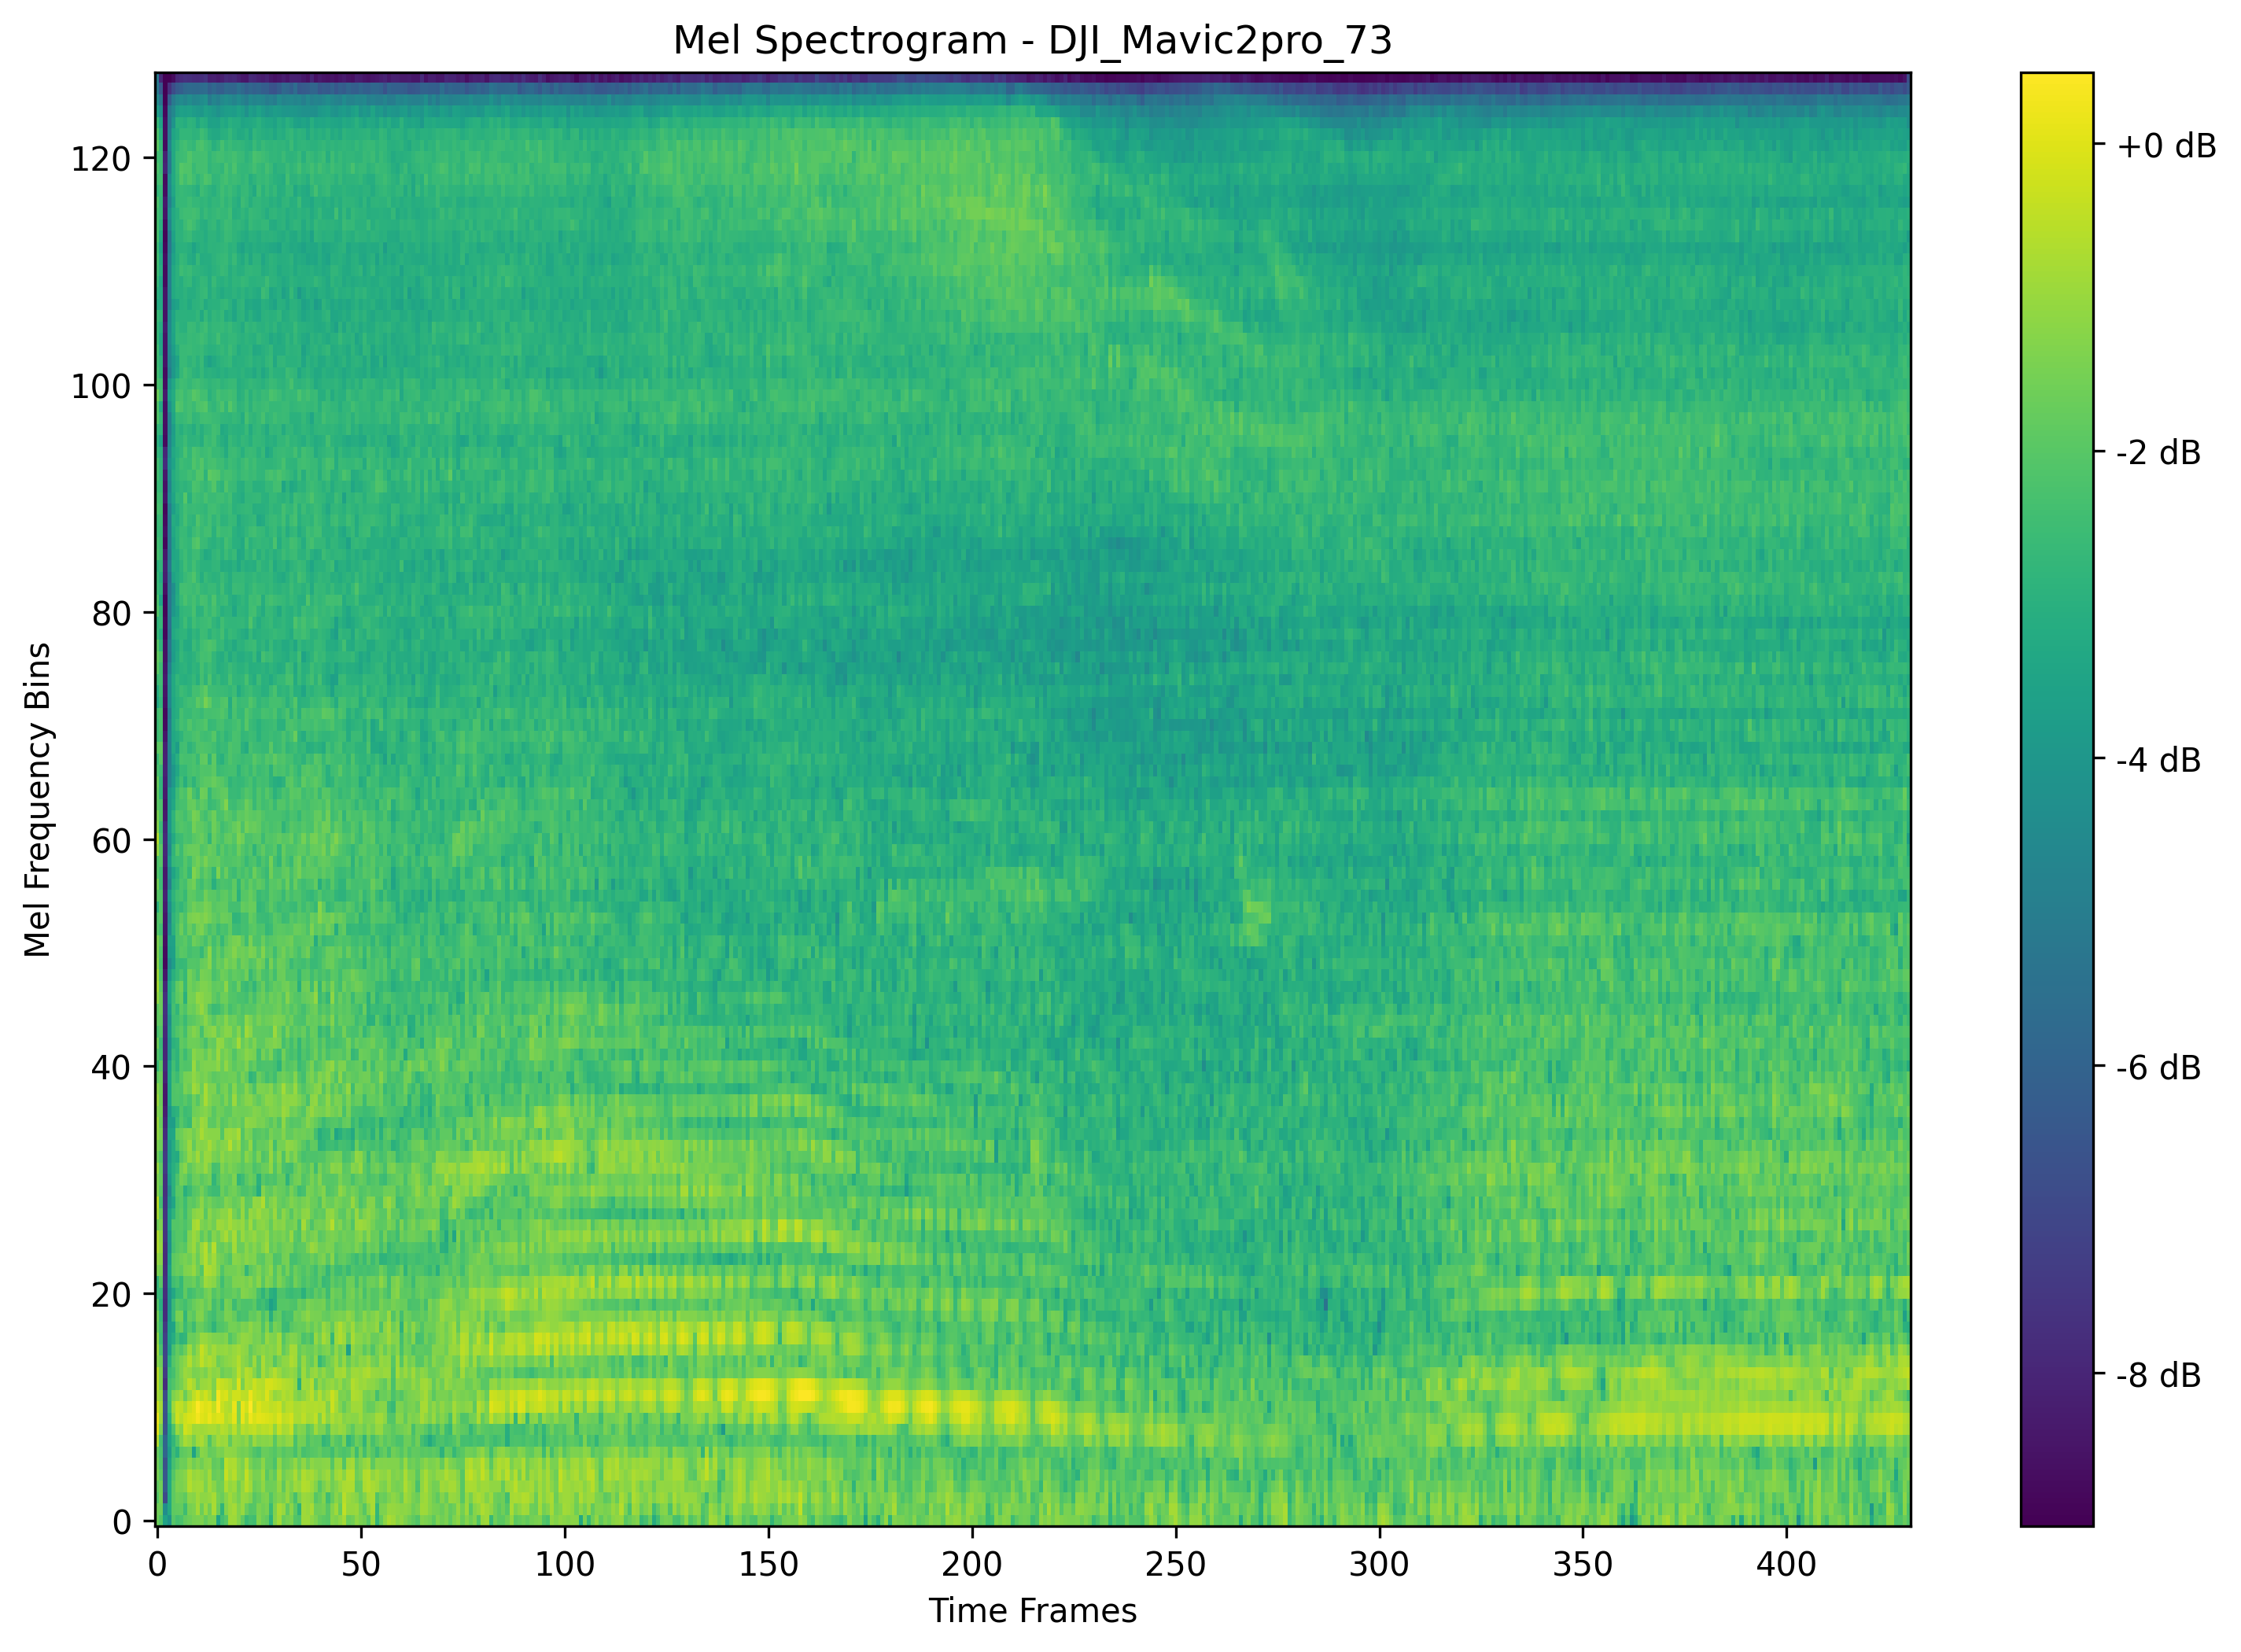 Mel Spectrogram - DJI_Mavic2pro_73
Mel Frequency Bins
120
100
80
60
40
20
0
0 50 100 150 200 250 300 350 400
Time Frames
+0 dB
-2 dB
-4 dB
-6 dB
-8 dB